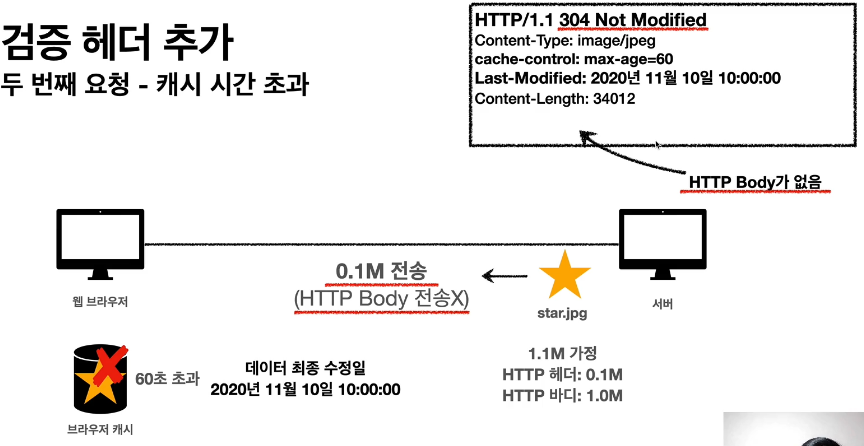 검증 헤더 추가
두 번째 요청 - 캐시 시간 초과
HTTP/1.1 304 Not Modified
Content-Type: image/jpeg
cache-control: max-age=60
Last-Modified: 2020년 11월 10일 10:00:00
Content-Length: 34012
HTTP Body가 없음
0.1M 전송
(HTTP Body 전송X)
star.jpg
웹 브라우저
서버
1.1M 가정
HTTP 헤더: 0.1M
HTTP 바디: 1.0M
60초 초과
데이터 최종 수정일
2020년 11월 10일 10:00:00
브라우저 캐시